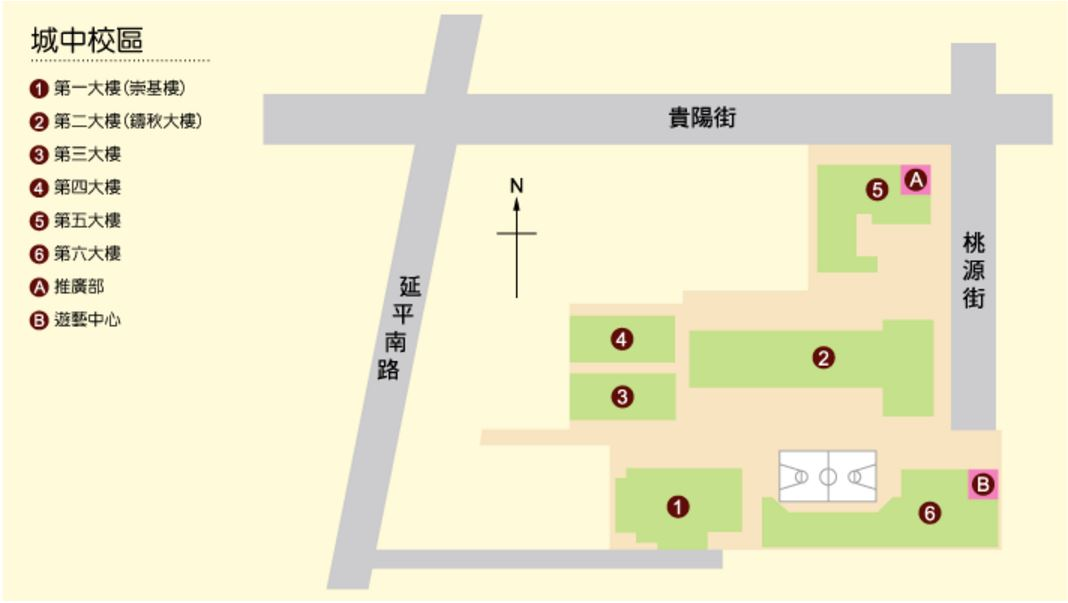 城中校區
1 第一大樓(崇基樓)
2 第二大樓(鑄秋大樓)
3 第三大樓
4 第四大樓
5 第五大樓
6 第六大樓
A 推廣部
B 遊藝中心
貴陽街
N
5
A
桃源街
延平南路
4
2
3
B
1
6